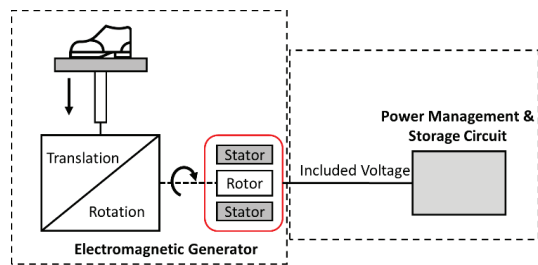 Translation
Rotation
Stator
Rotor
Stator
Electromagnetic Generator
Included Voltage
Power Management &
Storage Circuit